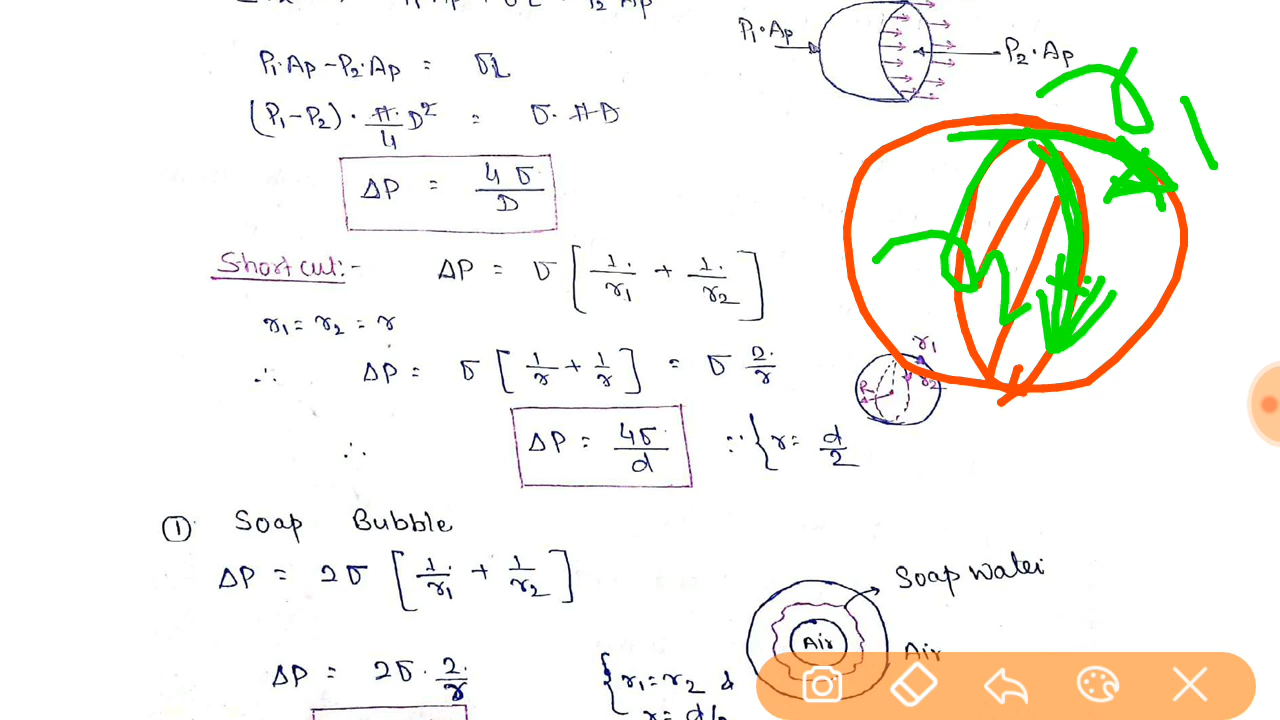 P₁·Ap
P₂·Ap
P₁·Ap - P₂·Ap = σL
(P₁-P₂) · π/4 D² = σ·πD
ΔP = 4σ/D
Shortcut:-
ΔP = σ [1/r₁ + 1/r₂]
r₁ = r₂ = r
∴ ΔP = σ [1/r + 1/r] = σ 2/r
r₁
r₂
∴ ΔP = 4σ/d ∵ { r = d/2
① Soap Bubble
ΔP = 2σ [1/r₁ + 1/r₂]
Soap water
Air
Air
ΔP = 2σ · 2/r
{ r₁ = r₂ &
r = d/2